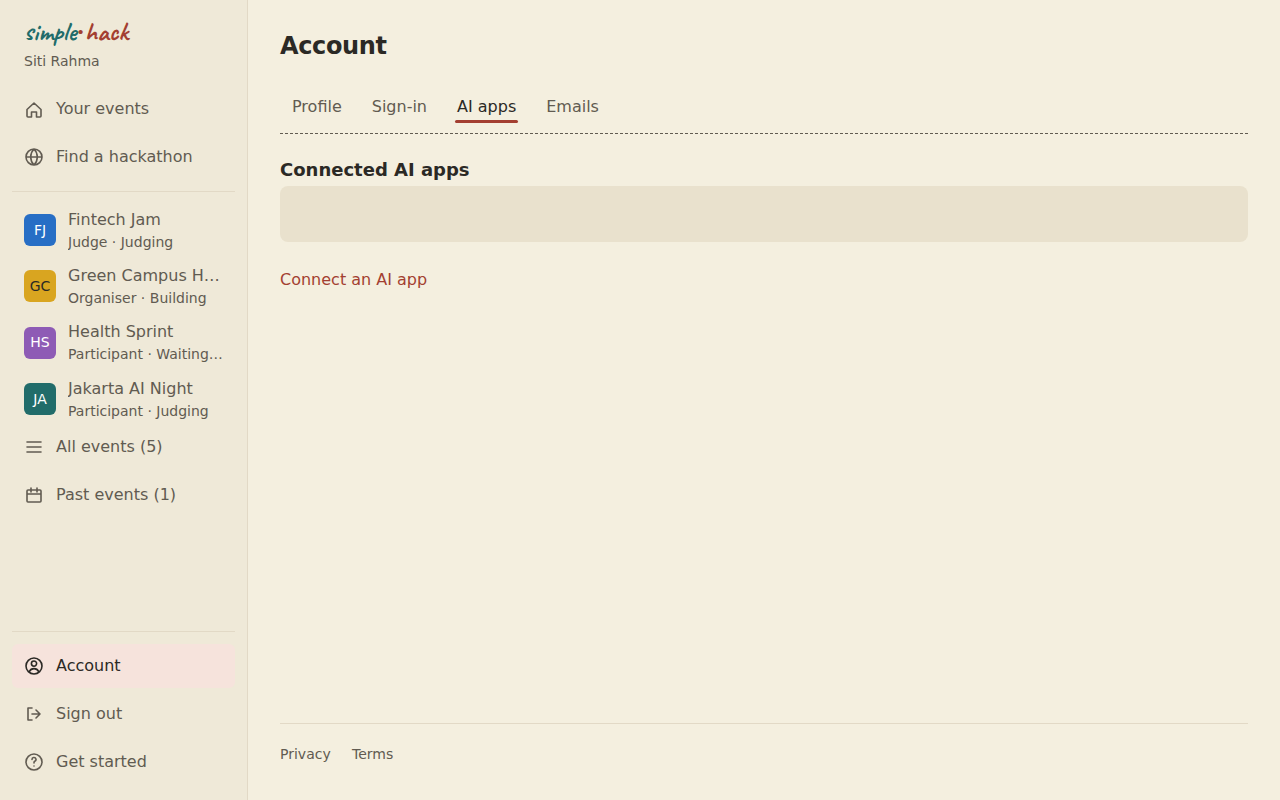 simple·hack
Siti Rahma
Your events
Find a hackathon
FJ
Fintech Jam
Judge · Judging
GC
Green Campus H…
Organiser · Building
HS
Health Sprint
Participant · Waiting…
JA
Jakarta AI Night
Participant · Judging
All events (5)
Past events (1)
Account
Sign out
Get started
Account
Profile
Sign-in
AI apps
Emails
Connected AI apps
Connect an AI app
Privacy
Terms